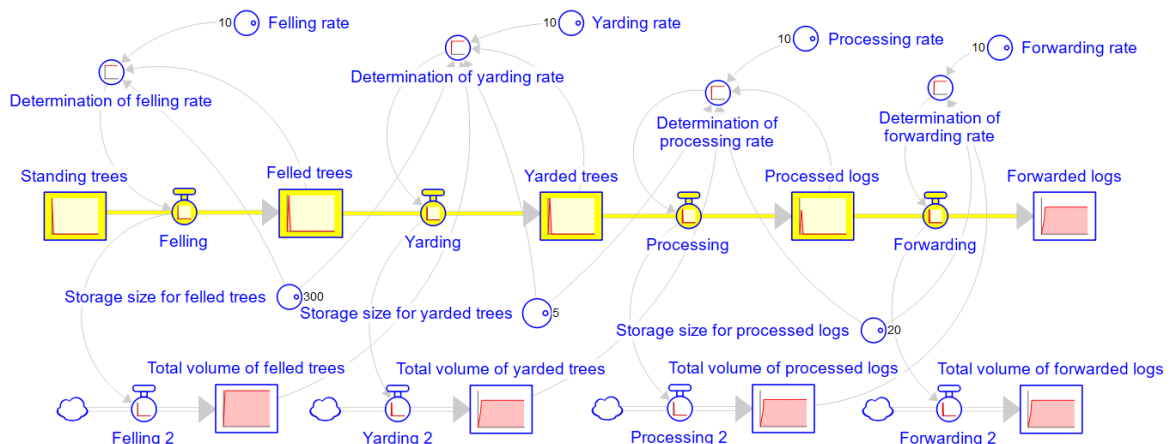 10 Felling rate
10 Yarding rate
10 Processing rate
10 Forwarding rate
Determination of felling rate
Determination of yarding rate
Determination of
processing rate
Determination of
forwarding rate
Standing trees
Felled trees
Yarded trees
Processed logs
Forwarded logs
Felling
Yarding
Processing
Forwarding
Storage size for felled trees 300
Storage size for yarded trees 5
Storage size for processed logs 20
Total volume of felled trees
Total volume of yarded trees
Total volume of processed logs
Total volume of forwarded logs
Felling 2
Yarding 2
Processing 2
Forwarding 2